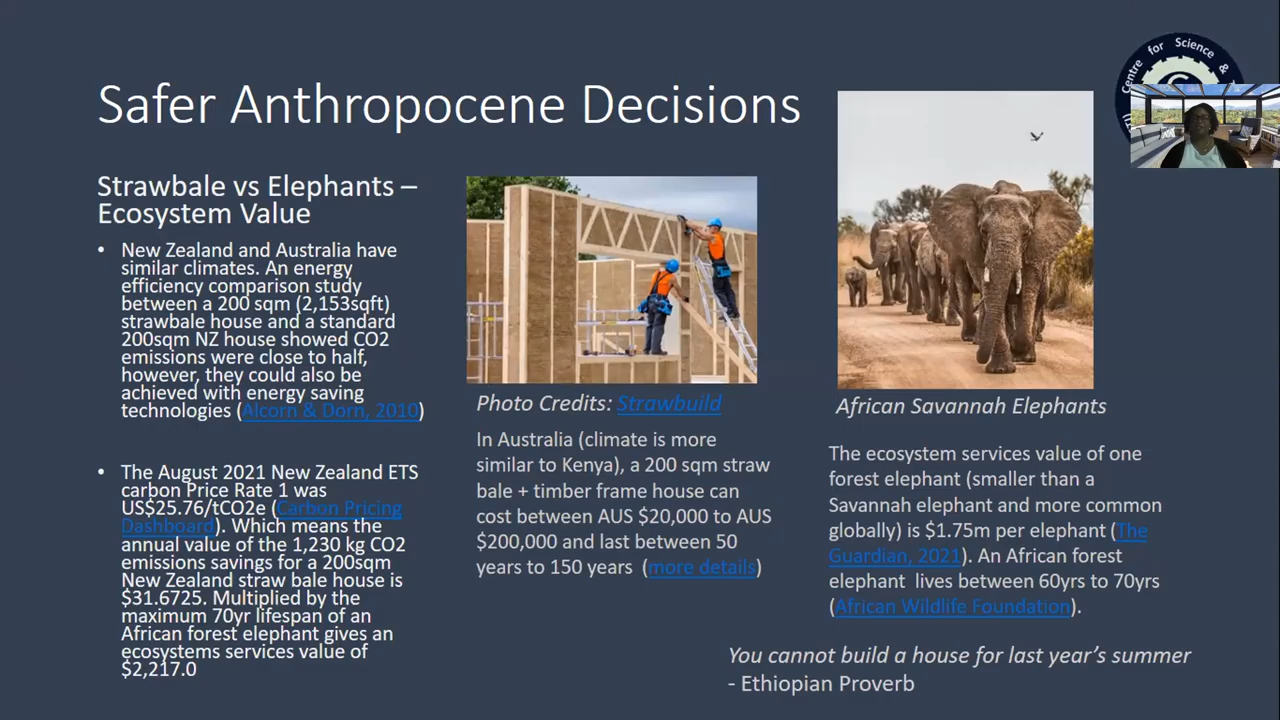 Centre for Science &
Safer Anthropocene Decisions
Strawbale vs Elephants –
Ecosystem Value
• New Zealand and Australia have
similar climates. An energy
efficiency comparison study
between a 200 sqm (2,153sqft)
strawbale house and a standard
200sqm NZ house showed CO2
emissions were close to half,
however, they could also be
achieved with energy saving
technologies (Alcorn & Dorn, 2010)
• The August 2021 New Zealand ETS
carbon Price Rate 1 was
US$25.76/tCO2e (Carbon Pricing
Dashboard). Which means the
annual value of the 1,230 kg CO2
emissions savings for a 200sqm
New Zealand straw bale house is
$31.6725. Multiplied by the
maximum 70yr lifespan of an
African forest elephant gives an
ecosystems services value of
$2,217.0
Photo Credits: Strawbuild
In Australia (climate is more
similar to Kenya), a 200 sqm straw
bale + timber frame house can
cost between AUS $20,000 to AUS
$200,000 and last between 50
years to 150 years (more details)
African Savannah Elephants
The ecosystem services value of one
forest elephant (smaller than a
Savannah elephant and more common
globally) is $1.75m per elephant (The
Guardian, 2021). An African forest
elephant lives between 60yrs to 70yrs
(African Wildlife Foundation).
You cannot build a house for last year's summer
- Ethiopian Proverb